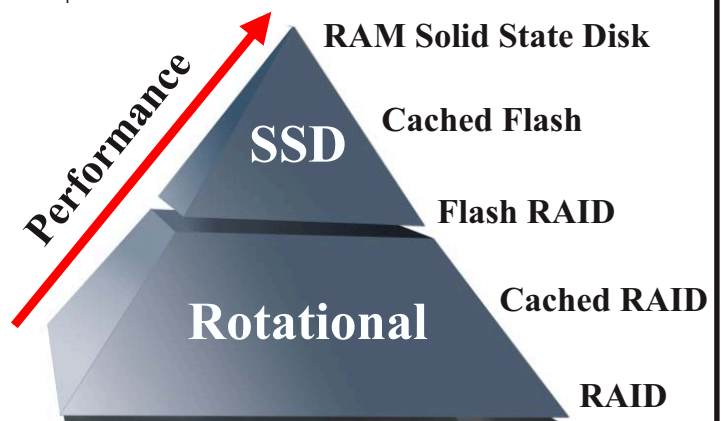 RAM Solid State Disk
Performance
Cached Flash
SSD
Flash RAID
Cached RAID
Rotational
RAID